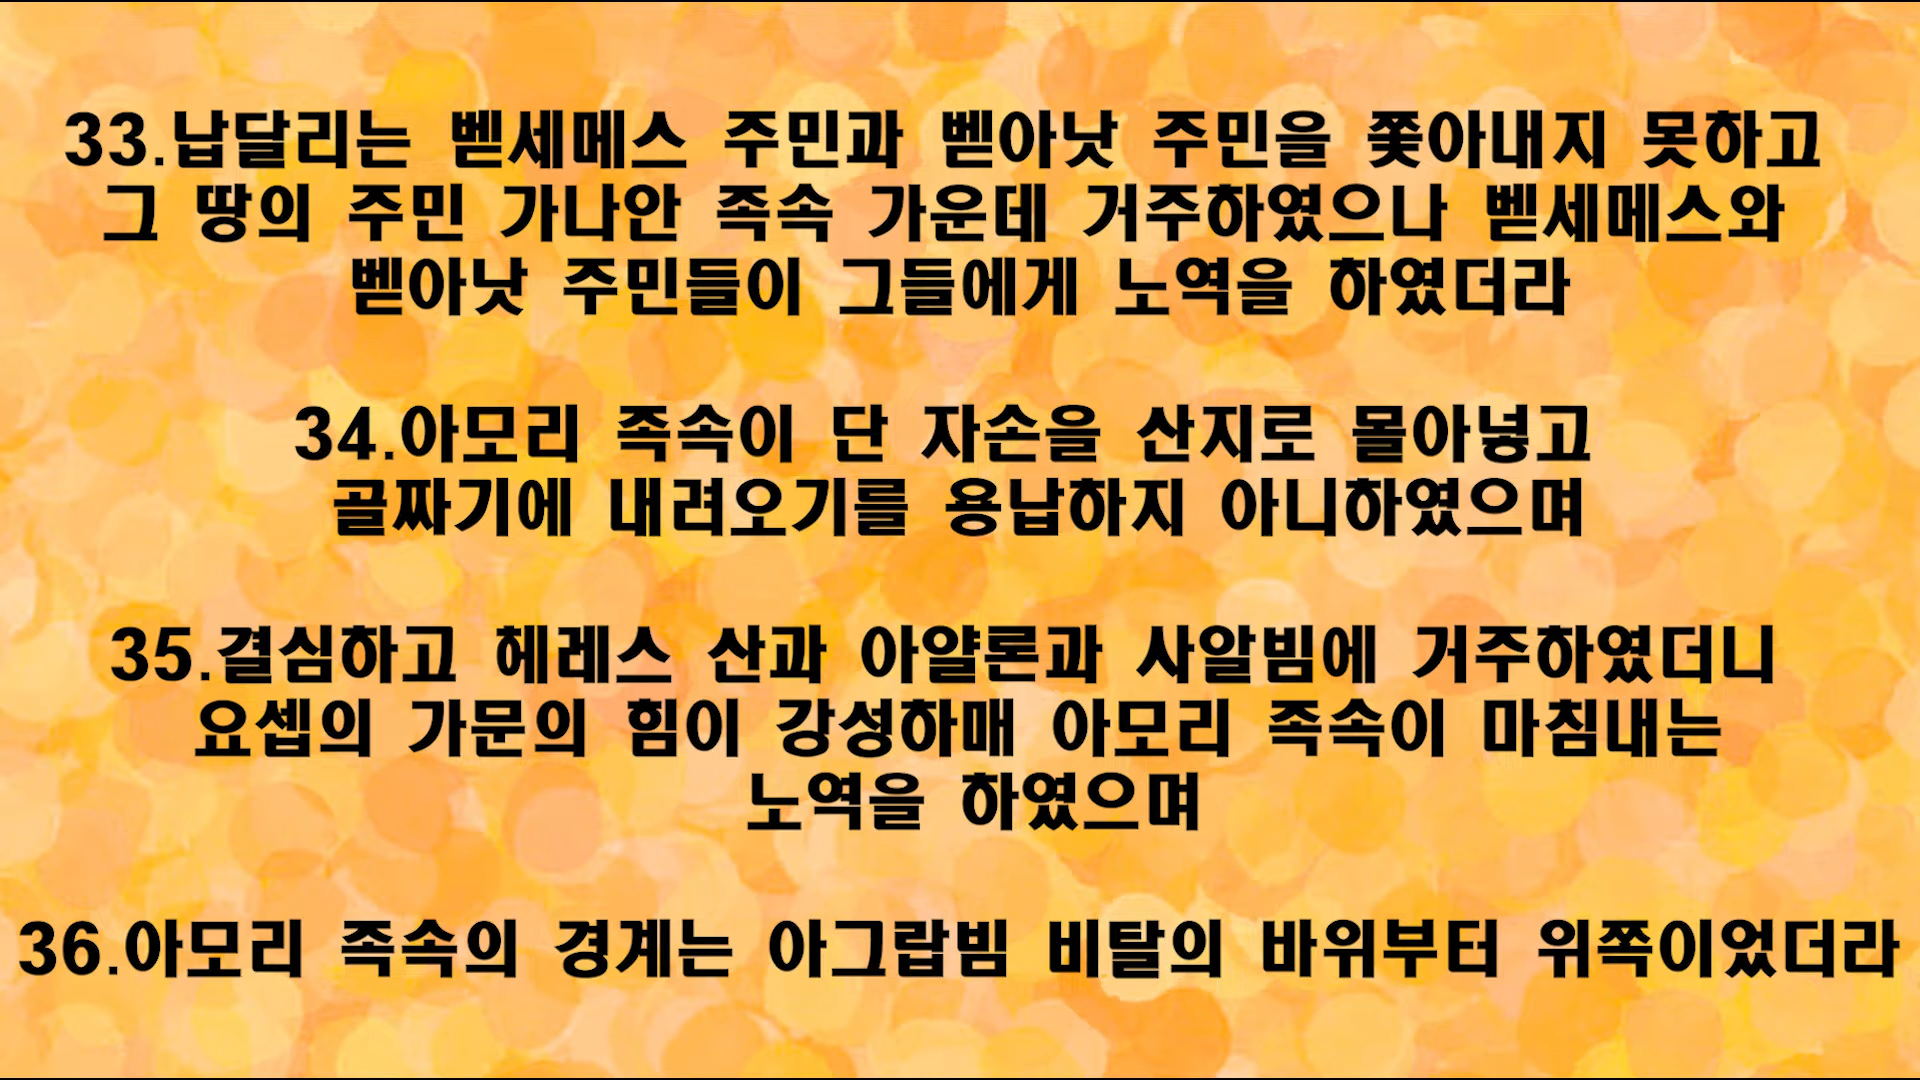 33.납달리는 벧세메스 주민과 벧아낫 주민을 쫓아내지 못하고
그 땅의 주민 가나안 족속 가운데 거주하였으나 벧세메스와
벧아낫 주민들이 그들에게 노역을 하였더라
34.아모리 족속이 단 자손을 산지로 몰아넣고
골짜기에 내려오기를 용납하지 아니하였으며
35.결심하고 헤레스 산과 아얄론과 사알빔에 거주하였더니
요셉의 가문의 힘이 강성하매 아모리 족속이 마침내는
노역을 하였으며
36.아모리 족속의 경계는 아그랍빔 비탈의 바위부터 위쪽이었더라